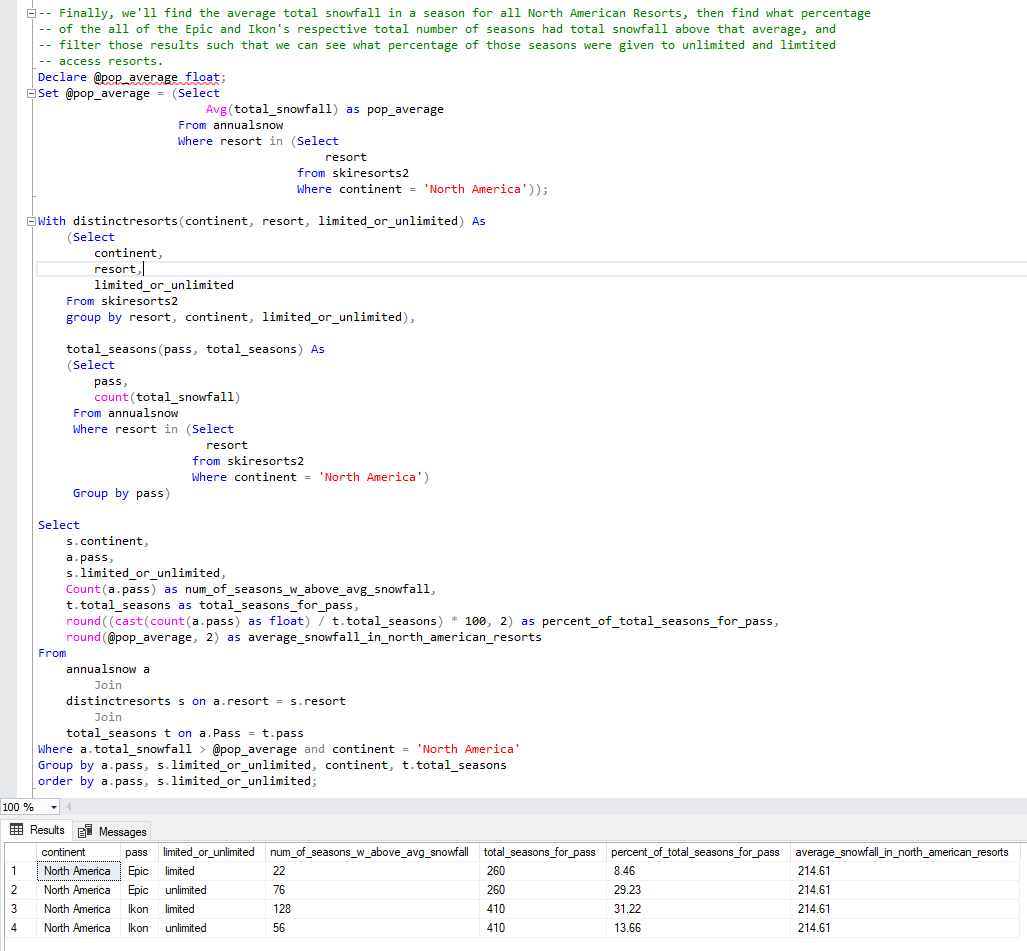 -- Finally, we'll find the average total snowfall in a season for all North American Resorts, then find what percentage
-- of the all of the Epic and Ikon's respective total number of seasons had total snowfall above that average, and
-- filter those results such that we can see what percentage of those seasons were given to unlimited and limtited
-- access resorts.
Declare @pop_average float;
Set @pop_average = (Select
Avg(total_snowfall) as pop_average
From annualsnow
Where resort in (Select
resort
from skiresorts2
Where continent = 'North America'));
With distinctresorts(continent, resort, limited_or_unlimited) As
(Select
continent,
resort,
limited_or_unlimited
From skiresorts2
group by resort, continent, limited_or_unlimited),
total_seasons(pass, total_seasons) As
(Select
pass,
count(total_snowfall)
From annualsnow
Where resort in (Select
resort
from skiresorts2
Where continent = 'North America')
Group by pass)
Select
s.continent,
a.pass,
s.limited_or_unlimited,
Count(a.pass) as num_of_seasons_w_above_avg_snowfall,
t.total_seasons as total_seasons_for_pass,
round((cast(count(a.pass) as float) / t.total_seasons) * 100, 2) as percent_of_total_seasons_for_pass,
round(@pop_average, 2) as average_snowfall_in_north_american_resorts
From
annualsnow a
Join
distinctresorts s on a.resort = s.resort
Join
total_seasons t on a.Pass = t.pass
Where a.total_snowfall > @pop_average and continent = 'North America'
Group by a.pass, s.limited_or_unlimited, continent, t.total_seasons
order by a.pass, s.limited_or_unlimited;
100 %
Results Messages
continent pass limited_or_unlimited num_of_seasons_w_above_avg_snowfall total_seasons_for_pass percent_of_total_seasons_for_pass average_snowfall_in_north_american_resorts
1 North America Epic limited 22 260 8.46 214.61
2 North America Epic unlimited 76 260 29.23 214.61
3 North America Ikon limited 128 410 31.22 214.61
4 North America Ikon unlimited 56 410 13.66 214.61